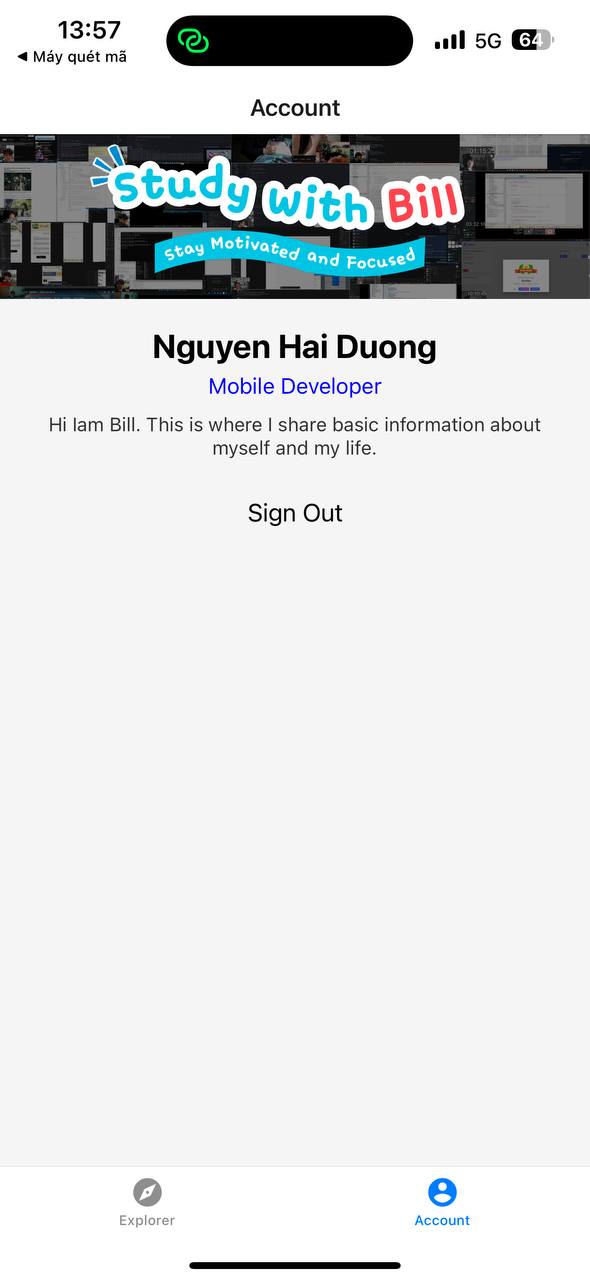 13:57
5G
64
◀ Máy quét mã
Account
Study with Bill
Stay Motivated and Focused
Nguyen Hai Duong
Mobile Developer
Hi Iam Bill. This is where I share basic information about
myself and my life.
Sign Out
Explorer
Account